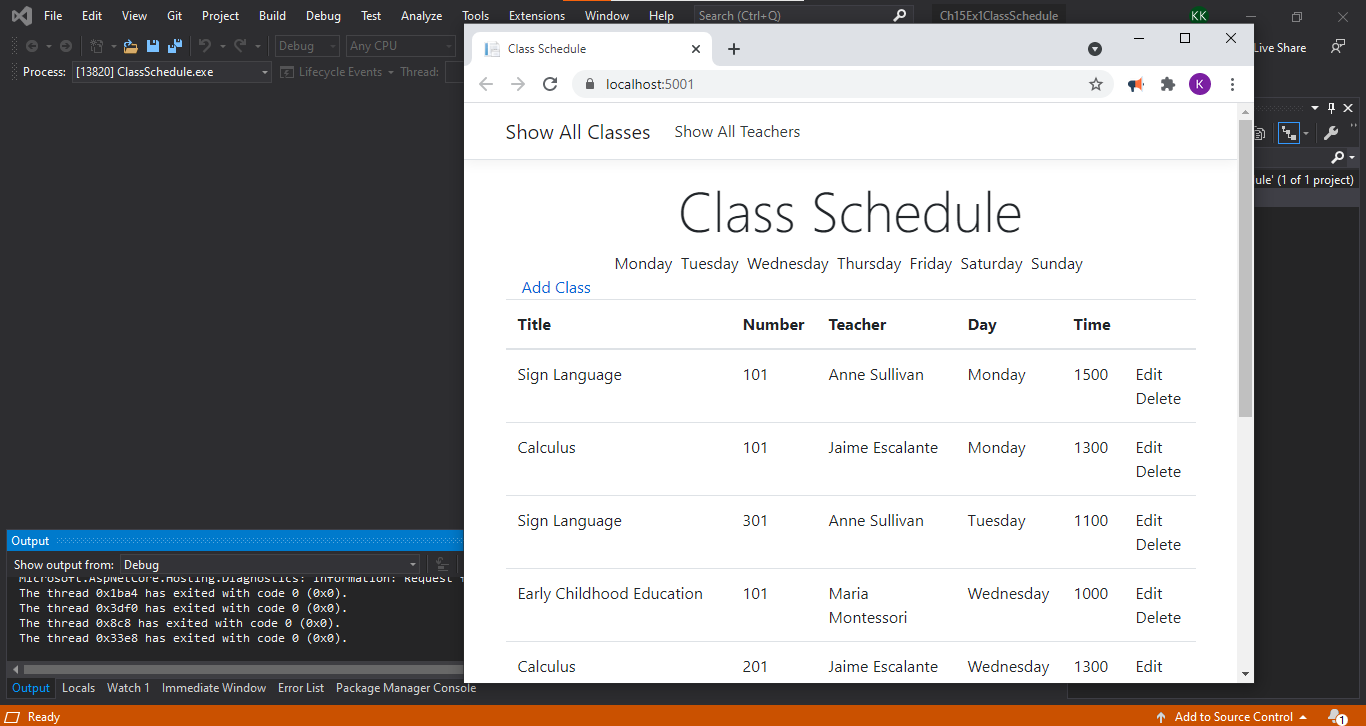 File Edit View Git Project Build Debug Test Analyze Tools Extensions Window Help Search (Ctrl+Q) Ch15Ex1ClassSchedule KK
Debug Any CPU Live Share
Process: [13820] ClassSchedule.exe Lifecycle Events Thread:
Class Schedule
localhost:5001 K
Show All Classes Show All Teachers
ule' (1 of 1 project)
Class Schedule
Monday Tuesday Wednesday Thursday Friday Saturday Sunday
Add Class
Title Number Teacher Day Time
Sign Language 101 Anne Sullivan Monday 1500 Edit
Delete
Calculus 101 Jaime Escalante Monday 1300 Edit
Delete
Sign Language 301 Anne Sullivan Tuesday 1100 Edit
Delete
Early Childhood Education 101 Maria Montessori Wednesday 1000 Edit
Delete
Calculus 201 Jaime Escalante Wednesday 1300 Edit
Output
Show output from: Debug
Microsoft.AspNetCore.Hosting.Diagnostics: Information: Request
The thread 0x1ba4 has exited with code 0 (0x0).
The thread 0x3df0 has exited with code 0 (0x0).
The thread 0x8c8 has exited with code 0 (0x0).
The thread 0x33e8 has exited with code 0 (0x0).
Output Locals Watch 1 Immediate Window Error List Package Manager Console
Ready Add to Source Control 1